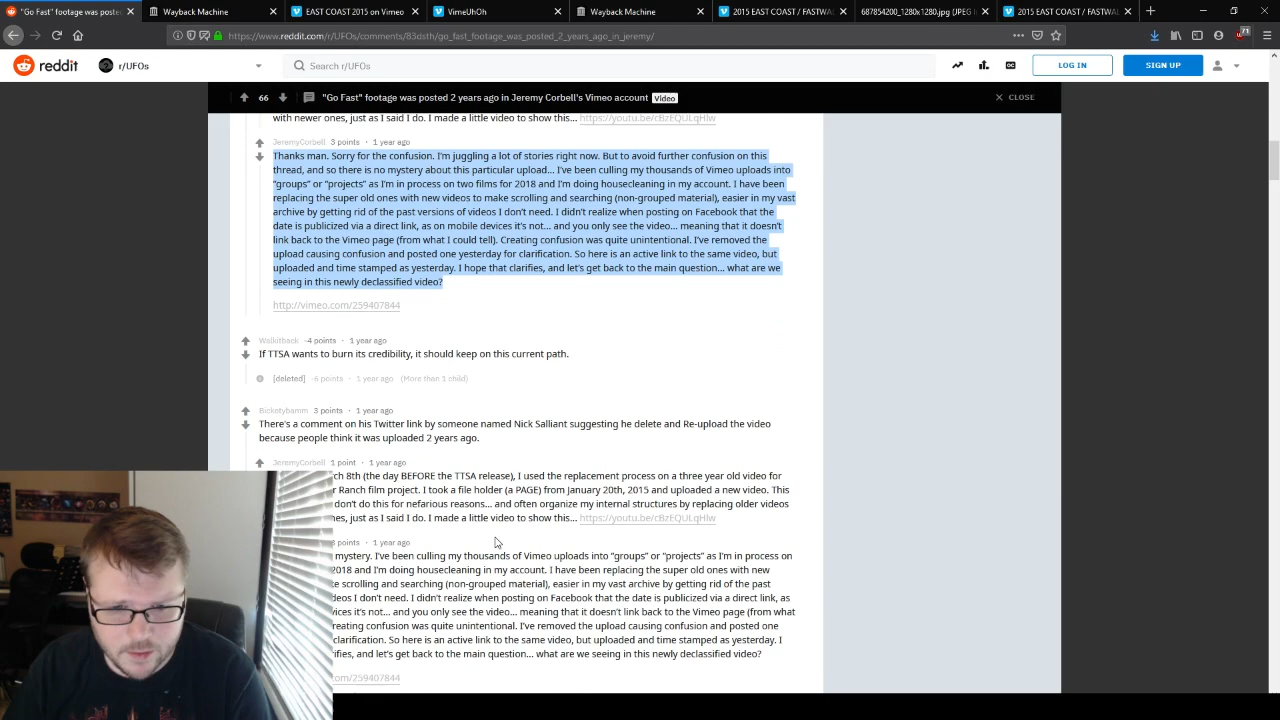 "Go Fast" footage was posted
Wayback Machine
EAST COAST 2015 on Vimeo
VimeUhOh
Wayback Machine
2015 EAST COAST / FASTWA
687854200_1280x1280.jpg (JPEG I
2015 EAST COAST / FASTWA
https://www.reddit.com/r/UFOs/comments/83dsth/go_fast_footage_was_posted_2_years_ago_in_jeremy/
71
reddit
r/UFOs
Search r/UFOs
LOG IN
SIGN UP
66
"Go Fast" footage was posted 2 years ago in Jeremy Corbell's Vimeo account Video
CLOSE
with newer ones, just as I said I do. I made a little video to show this... https://youtu.be/cBzEQULqHlw
JeremyCorbell 3 points · 1 year ago
Thanks man. Sorry for the confusion. I'm juggling a lot of stories right now. But to avoid further confusion on this
thread, and so there is no mystery about this particular upload... I've been culling my thousands of Vimeo uploads into
"groups" or "projects" as I'm in process on two films for 2018 and I'm doing housecleaning in my account. I have been
replacing the super old ones with new videos to make scrolling and searching (non-grouped material), easier in my vast
archive by getting rid of the past versions of videos I don't need. I didn't realize when posting on Facebook that the
date is publicized via a direct link, as on mobile devices it's not... and you only see the video... meaning that it doesn't
link back to the Vimeo page (from what I could tell). Creating confusion was quite unintentional. I've removed the
upload causing confusion and posted one yesterday for clarification. So here is an active link to the same video, but
uploaded and time stamped as yesterday. I hope that clarifies, and let's get back to the main question... what are we
seeing in this newly declassified video?
http://vimeo.com/259407844
Walkitback -4 points · 1 year ago
If TTSA wants to burn its credibility, it should keep on this current path.
[deleted] -6 points · 1 year ago (More than 1 child)
Bickatybamm 3 points · 1 year ago
There's a comment on his Twitter link by someone named Nick Salliant suggesting he delete and Re-upload the video
because people think it was uploaded 2 years ago.
JeremyCorbell 1 point · 1 year ago
rch 8th (the day BEFORE the TTSA release), I used the replacement process on a three year old video for
r Ranch film project. I took a file holder (a PAGE) from January 20th, 2015 and uploaded a new video. This
don't do this for nefarious reasons... and often organize my internal structures by replacing older videos
nes, just as I said I do. I made a little video to show this... https://youtu.be/cBzEQULqHlw
points · 1 year ago
mystery. I've been culling my thousands of Vimeo uploads into "groups" or "projects" as I'm in process on
2018 and I'm doing housecleaning in my account. I have been replacing the super old ones with new
e scrolling and searching (non-grouped material), easier in my vast archive by getting rid of the past
deos I don't need. I didn't realize when posting on Facebook that the date is publicized via a direct link, as
vices it's not... and you only see the video... meaning that it doesn't link back to the Vimeo page (from what
reating confusion was quite unintentional. I've removed the upload causing confusion and posted one
clarification. So here is an active link to the same video, but uploaded and time stamped as yesterday. I
ifies, and let's get back to the main question... what are we seeing in this newly declassified video?
com/259407844